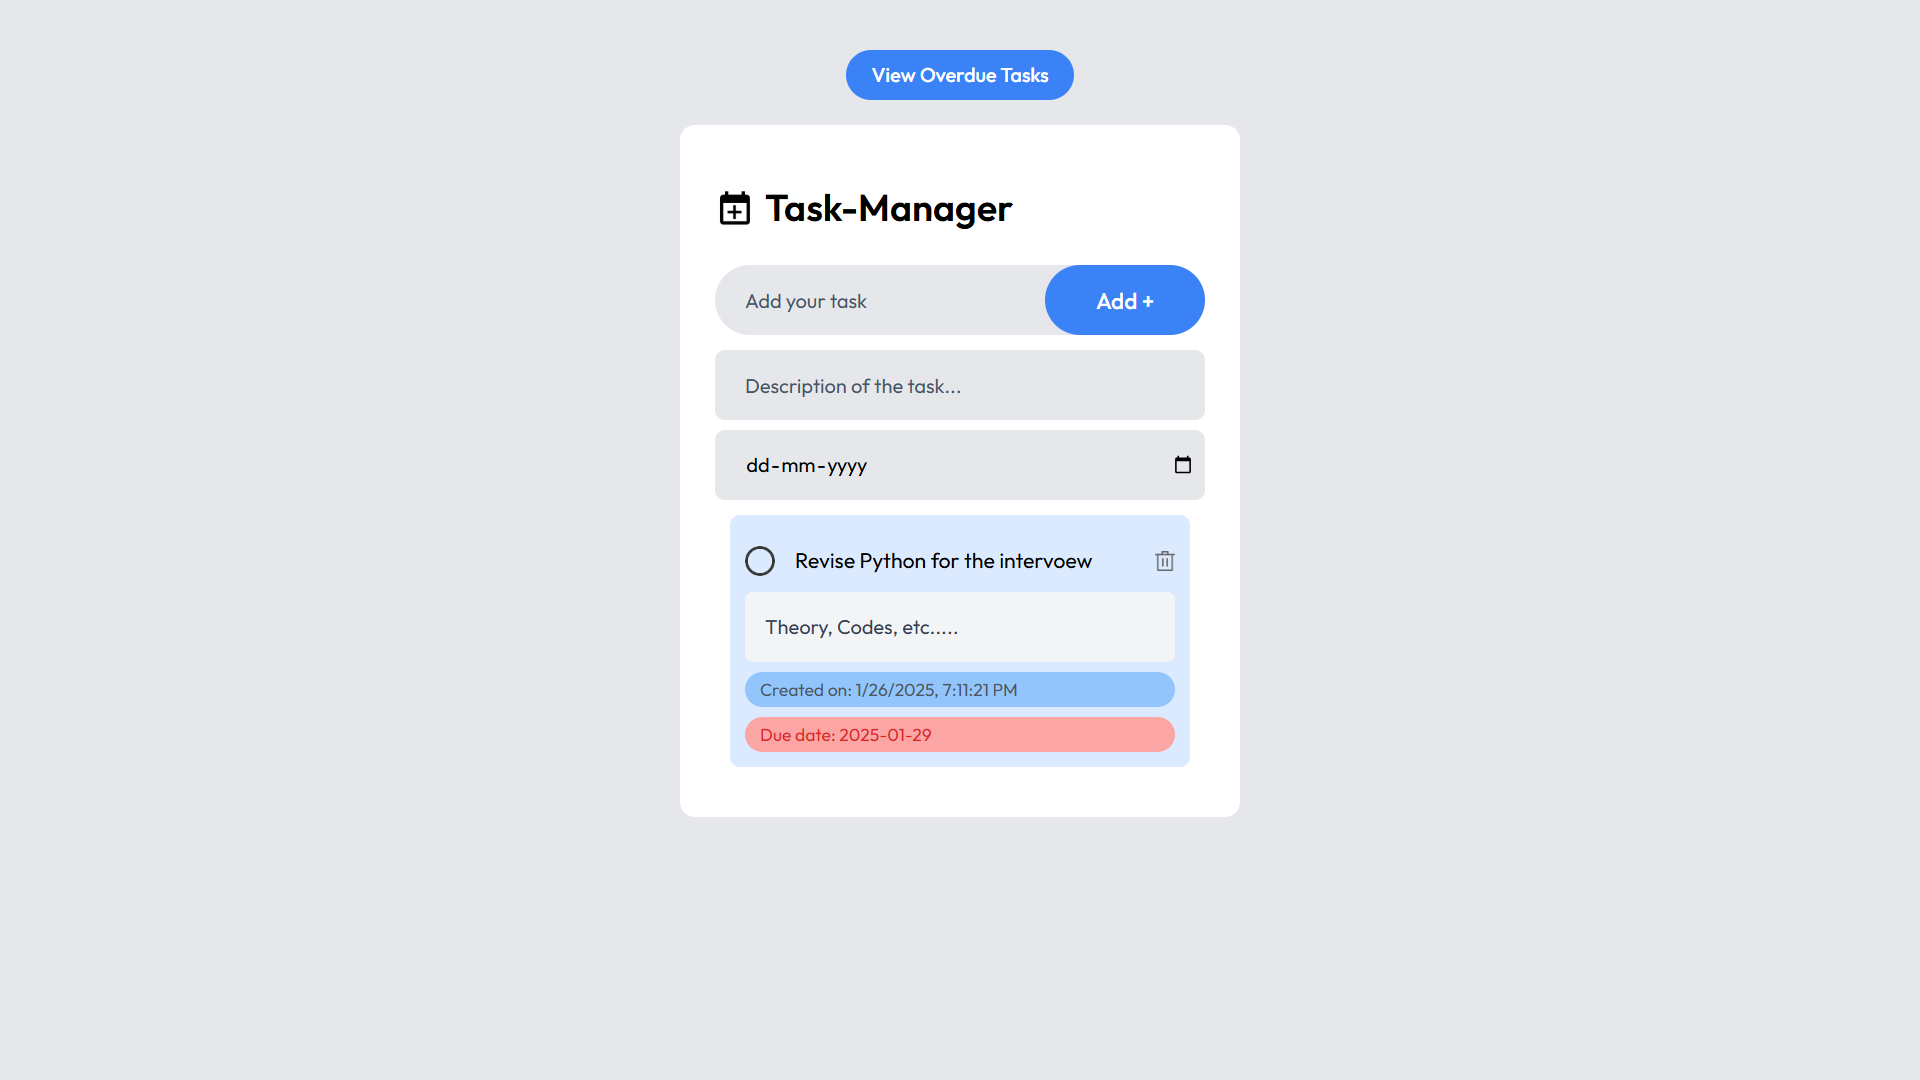 View Overdue Tasks
Task-Manager
Add your task
Add +
Description of the task...
dd-mm-yyyy
Revise Python for the intervoew
Theory, Codes, etc.....
Created on: 1/26/2025, 7:11:21 PM
Due date: 2025-01-29